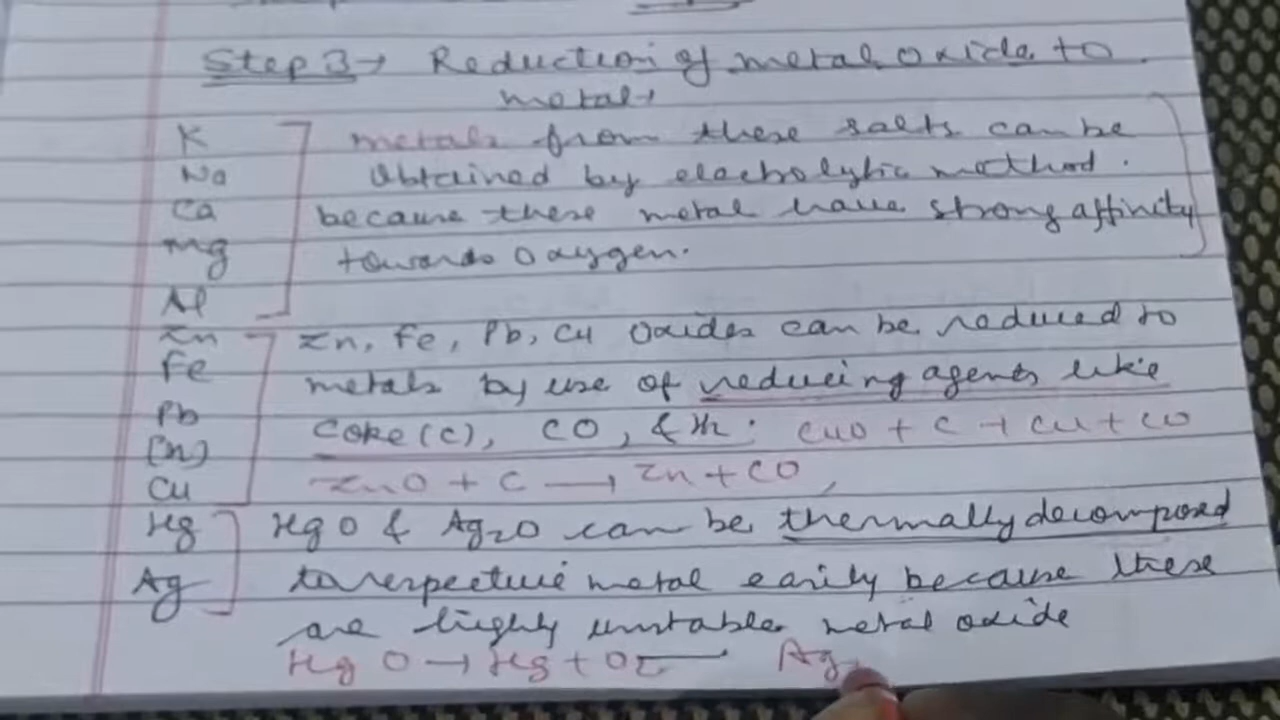 Step 3 → Reduction of metal oxide to
metal.
K
metals from these salts can be
Na
obtained by electrolytic method.
Ca
because these metal have strong affinity
Mg
towards oxygen.
Al
Zn
Zn, Fe, Pb, Cu oxides can be reduced to
Fe
metals by use of reducing agents like
Pb
Coke (C), CO, & H2: CuO + C → Cu + CO
(H)
ZnO + C → Zn + CO,
Cu
Hg
HgO & Ag2O can be thermally decomposed
Ag
to respective metal easily because these
are highly unstable metal oxide
HgO → Hg + O2 Ag